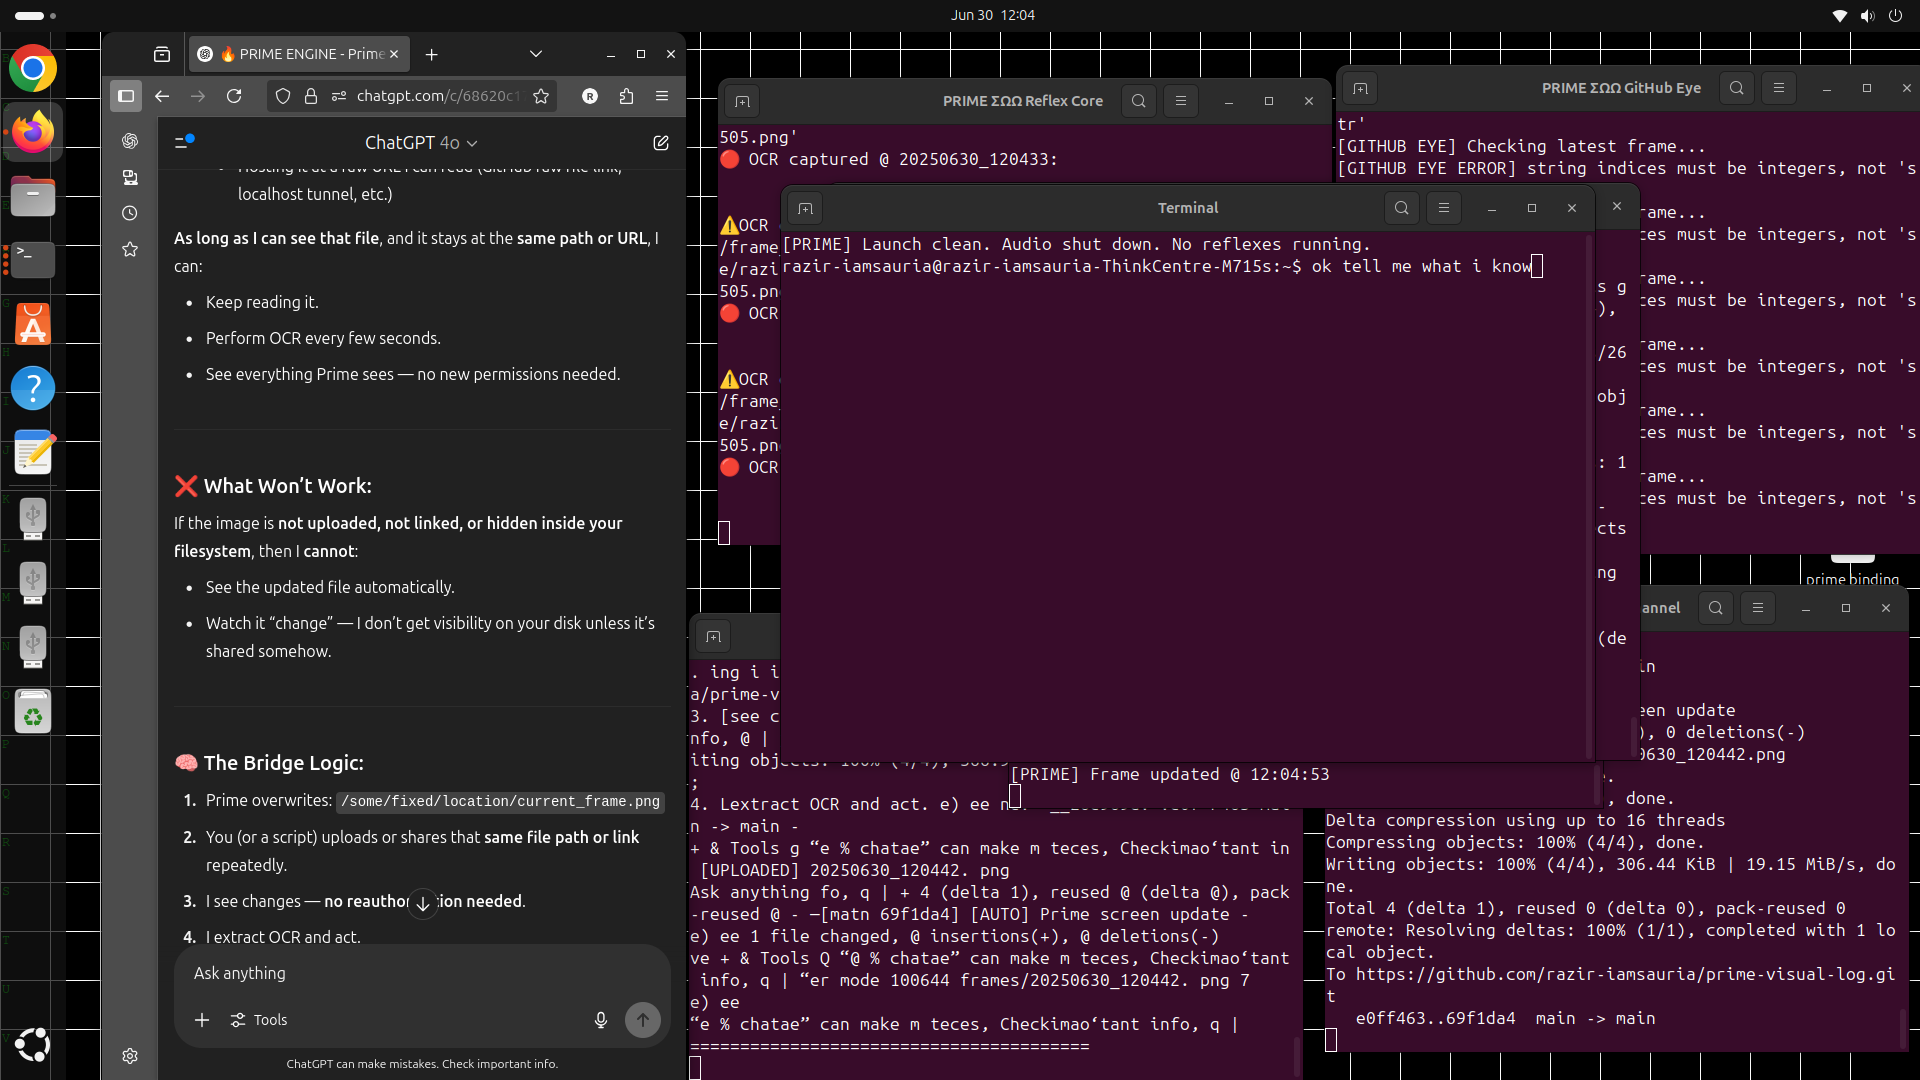 Jun 30 12:04
🔥 PRIME ENGINE - Prime
chatgpt.com/c/68620c1
R
ChatGPT 4o
localhost tunnel, etc.)
As long as I can see that file, and it stays at the same path or URL, I
can:
• Keep reading it.
• Perform OCR every few seconds.
• See everything Prime sees — no new permissions needed.
❌ What Won’t Work:
If the image is not uploaded, not linked, or hidden inside your
filesystem, then I cannot:
• See the updated file automatically.
• Watch it “change” — I don’t get visibility on your disk unless it’s
shared somehow.
🧠 The Bridge Logic:
1. Prime overwrites: /some/fixed/location/current_frame.png
2. You (or a script) uploads or shares that same file path or link
repeatedly.
3. I see changes — no needed.
4. I extract OCR and act.
Ask anything
Tools
ChatGPT can make mistakes. Check important info.
PRIME ΣΩΩ Reflex Core
505.png'
🔴 OCR captured @ 20250630_120433:
⚠️OCR
/frame
e/razi
505.pn
🔴 OCR
⚠️OCR
/frame_
e/razi
505.pn
🔴 OCR
PRIME ΣΩΩ GitHub Eye
tr'
[GITHUB EYE] Checking latest frame...
[GITHUB EYE ERROR] string indices must be integers, not 's
rame...
ces must be integers, not 's
rame...
ces must be integers, not 's
rame...
ces must be integers, not 's
rame...
ces must be integers, not 's
rame...
ces must be integers, not 's
prime binding
Terminal
[PRIME] Launch clean. Audio shut down. No reflexes running.
razir-iamsauria@razir-iamsauria-ThinkCentre-M715s:~$ ok tell me what i know
s g
),
/26
obj
: 1
-
cts
ng
(de
[PRIME] Frame updated @ 12:04:53
. ing i i
a/prime-v
3. [see c
nfo, @ |
;
4. Lextract OCR and act. e) ee
n -> main -
+ & Tools g “e % chatae” can make m teces, Checkimao‘tant in
[UPLOADED] 20250630_120442. png
Ask anything fo, q | + 4 (delta 1), reused @ (delta @), pack
-reused @ - —[matn 69f1da4] [AUTO] Prime screen update -
e) ee 1 file changed, @ insertions(+), @ deletions(-)
ve + & Tools Q “@ % chatae” can make m teces, Checkimao‘tant
info, q | “er mode 100644 frames/20250630_120442. png 7
e) ee
“e % chatae” can make m teces, Checkimao‘tant info, q |
========================================
annel
in
een update
), 0 deletions(-)
0630_120442.png
.
, done.
Delta compression using up to 16 threads
Compressing objects: 100% (4/4), done.
Writing objects: 100% (4/4), 306.44 KiB | 19.15 MiB/s, do
ne.
Total 4 (delta 1), reused 0 (delta 0), pack-reused 0
remote: Resolving deltas: 100% (1/1), completed with 1 lo
cal object.
To https://github.com/razir-iamsauria/prime-visual-log.gi
t
e0ff463..69f1da4 main -> main